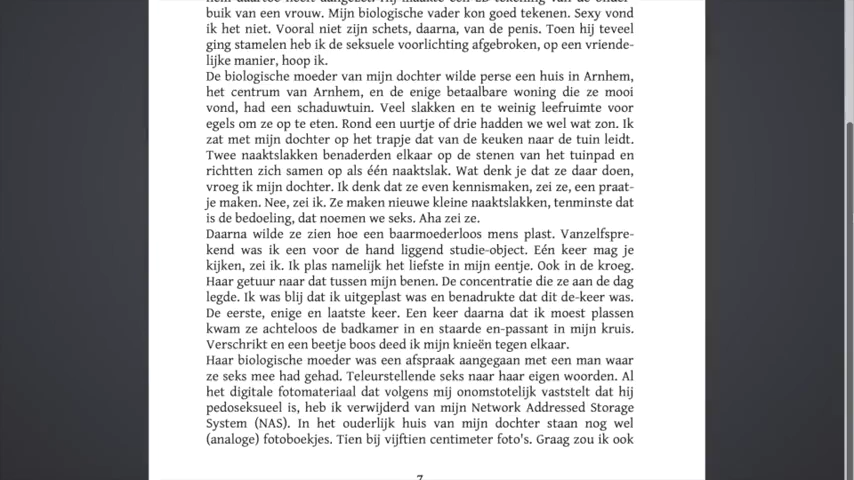 buik van een vrouw. Mijn biologische vader kon goed tekenen. Sexy vond
ik het niet. Vooral niet zijn schets, daarna, van de penis. Toen hij teveel
ging stamelen heb ik de seksuele voorlichting afgebroken, op een vriende-
lijke manier, hoop ik.
De biologische moeder van mijn dochter wilde perse een huis in Arnhem,
het centrum van Arnhem, en de enige betaalbare woning die ze mooi
vond, had een schaduwtuin. Veel slakken en te weinig leefruimte voor
egels om ze op te eten. Rond een uurtje of drie hadden we wel wat zon. Ik
zat met mijn dochter op het trapje dat van de keuken naar de tuin leidt.
Twee naaktslakken benaderden elkaar op de stenen van het tuinpad en
richtten zich samen op als één naaktslak. Wat denk je dat ze daar doen,
vroeg ik mijn dochter. Ik denk dat ze even kennismaken, zei ze, een praat-
je maken. Nee, zei ik. Ze maken nieuwe kleine naaktslakken, tenminste dat
is de bedoeling, dat noemen we seks. Aha zei ze.
Daarna wilde ze zien hoe een baarmoederloos mens plast. Vanzelfspre-
kend was ik een voor de hand liggend studie-object. Eén keer mag je
kijken, zei ik. Ik plas namelijk het liefste in mijn eentje. Ook in de kroeg.
Haar getuur naar dat tussen mijn benen. De concentratie die ze aan de dag
legde. Ik was blij dat ik uitgeplast was en benadrukte dat dit de-keer was.
De eerste, enige en laatste keer. Een keer daarna dat ik moest plassen
kwam ze achteloos de badkamer in en staarde en-passant in mijn kruis.
Verschrikt en een beetje boos deed ik mijn knieën tegen elkaar.
Haar biologische moeder was een afspraak aangegaan met een man waar
ze seks mee had gehad. Teleurstellende seks naar haar eigen woorden. Al
het digitale fotomateriaal dat volgens mij onomstotelijk vaststelt dat hij
pedoseksueel is, heb ik verwijderd van mijn Network Addressed Storage
System (NAS). In het ouderlijk huis van mijn dochter staan nog wel
(analoge) fotoboekjes. Tien bij vijftien centimeter foto's. Graag zou ik ook